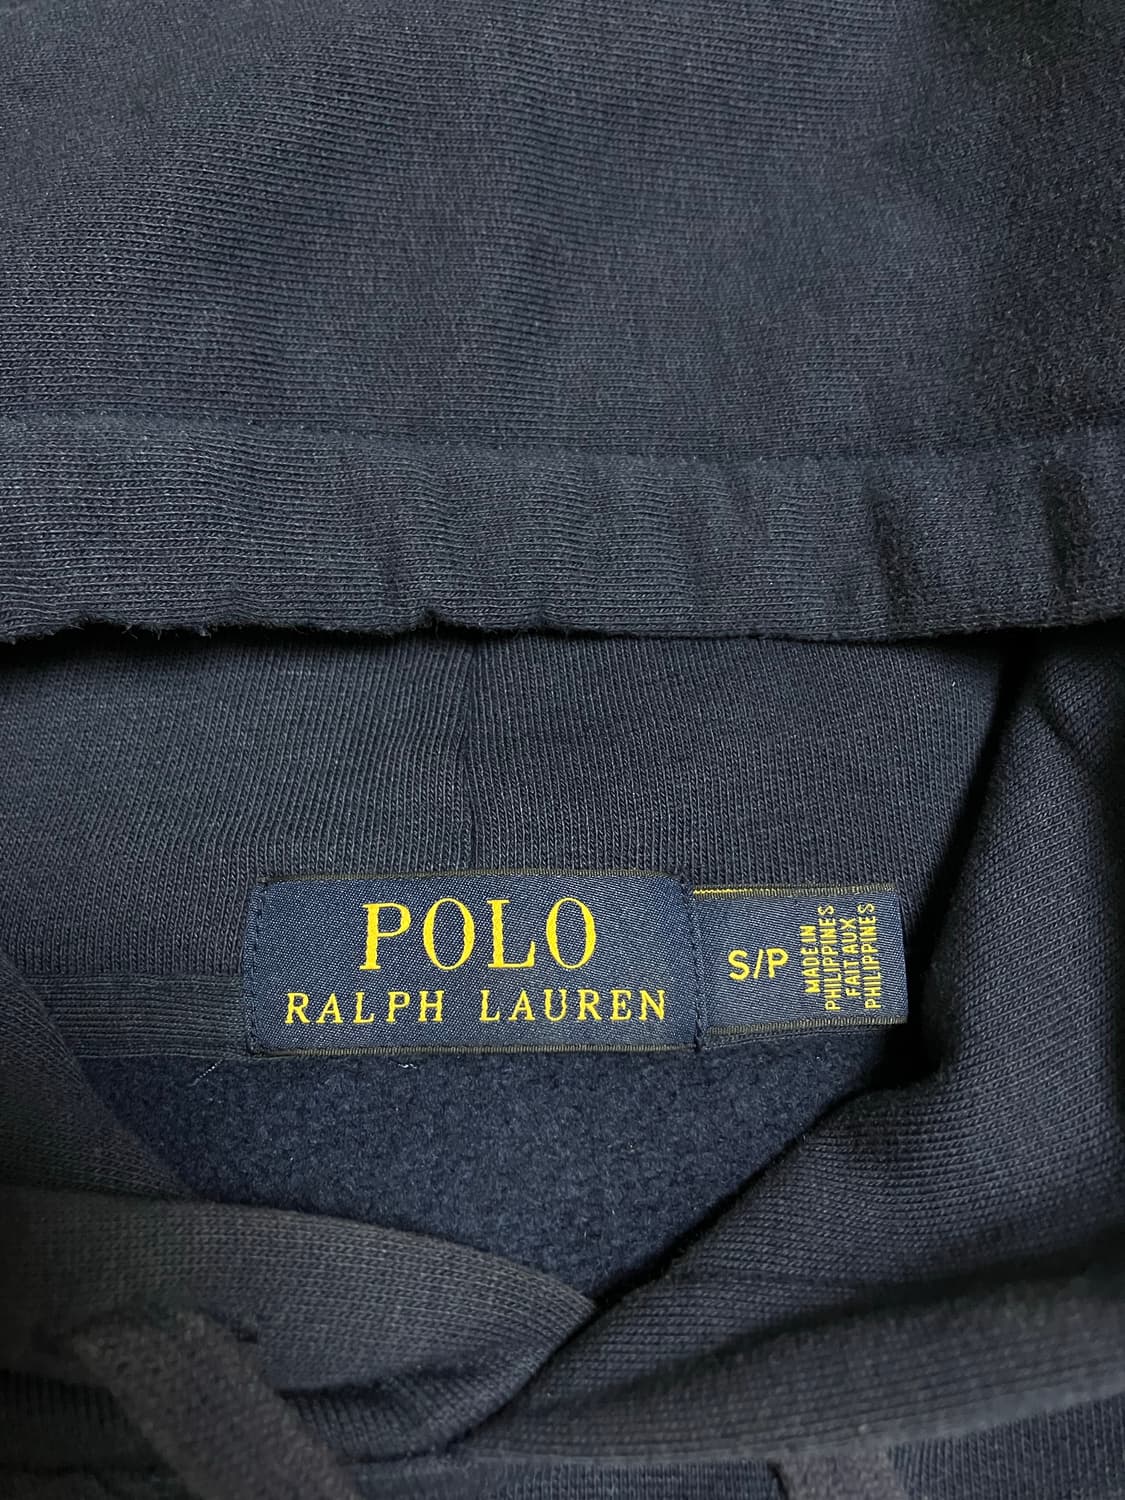 POLO
RALPH LAUREN
S/P
MADE IN
PHILIPPINES
FAIT AUX
PHILIPPINES